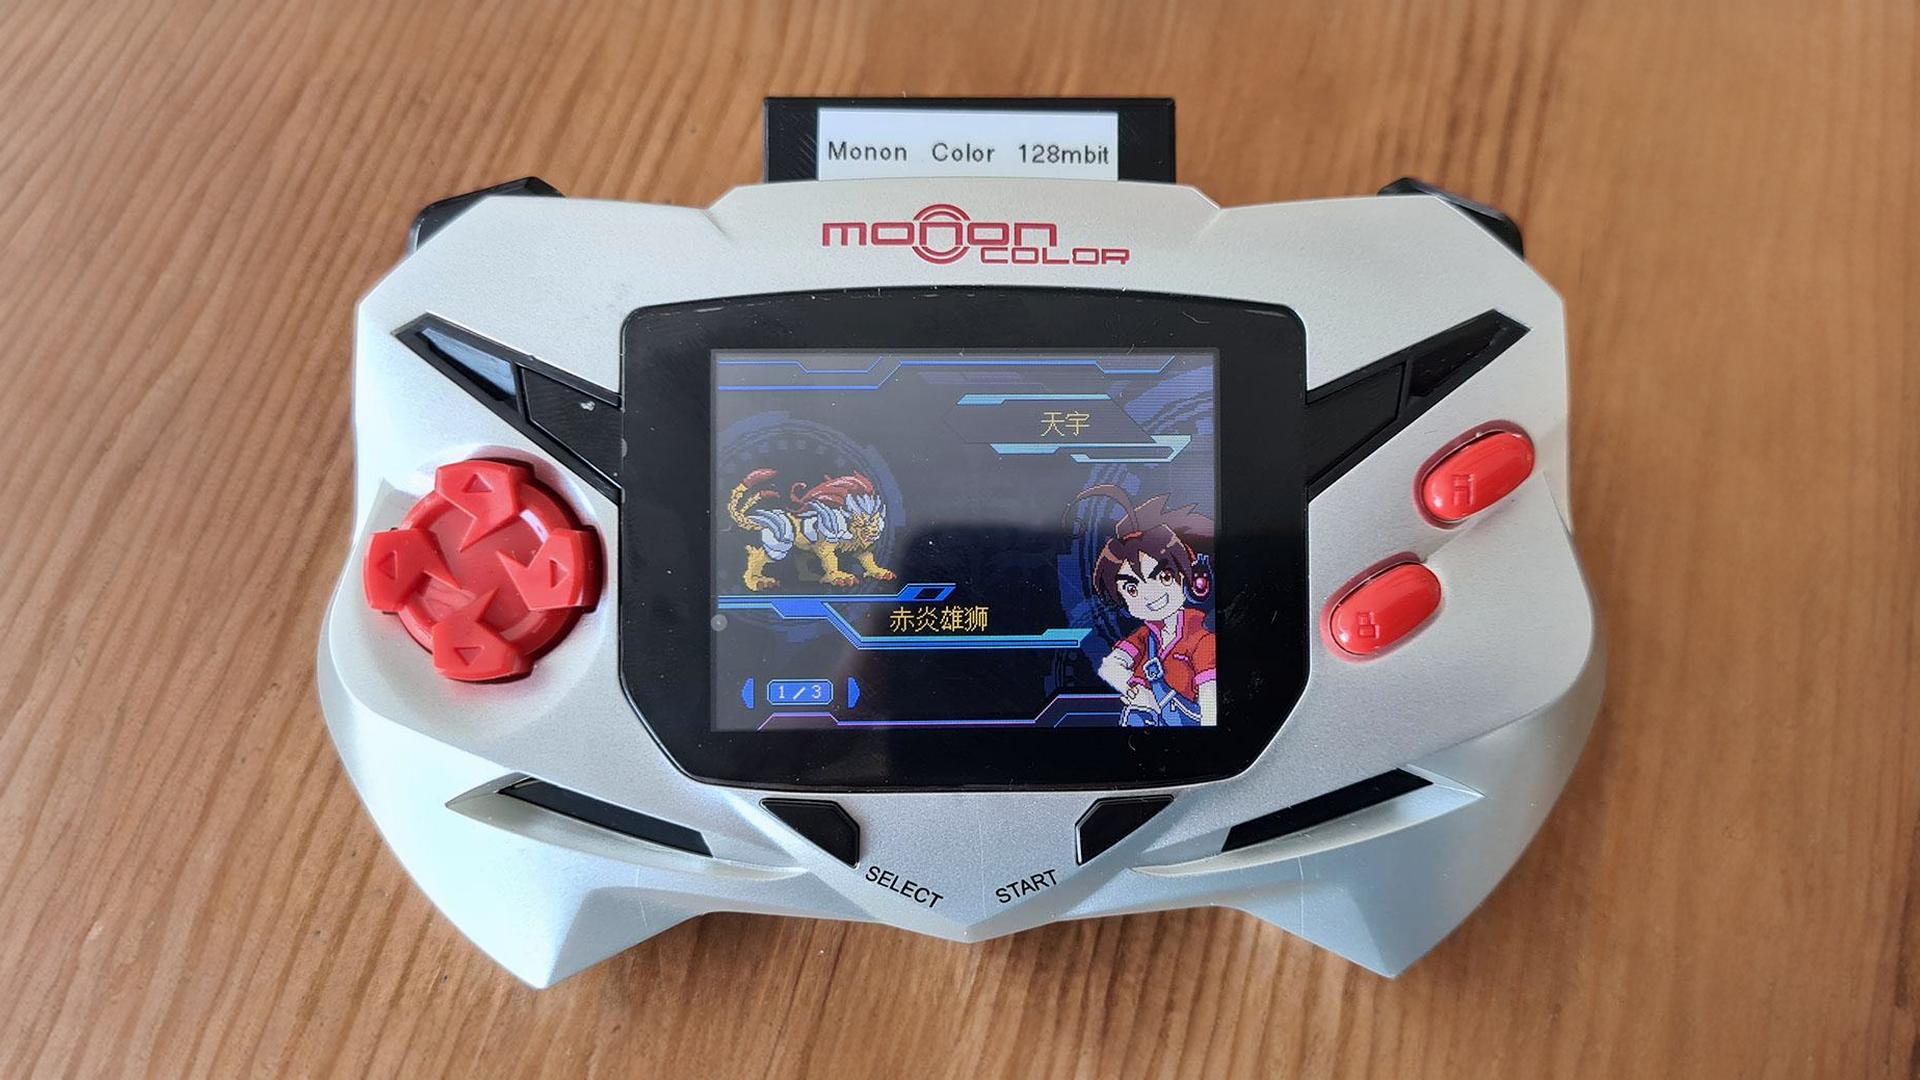 Monon Color 128mbit
monon
COLOR
天宇
赤炎雄狮
1/3
SELECT
START